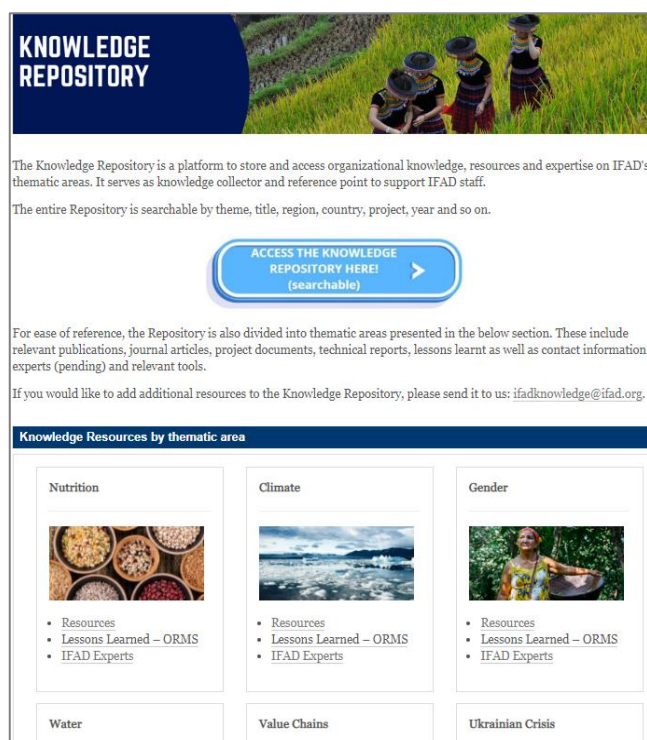 KNOWLEDGE
REPOSITORY
The Knowledge Repository is a platform to store and access organizational knowledge, resources and expertise on IFAD's
thematic areas. It serves as knowledge collector and reference point to support IFAD staff.
The entire Repository is searchable by theme, title, region, country, project, year and so on.
ACCESS THE KNOWLEDGE
REPOSITORY HERE!
(searchable)
For ease of reference, the Repository is also divided into thematic areas presented in the below section. These include
relevant publications, journal articles, project documents, technical reports, lessons learnt as well as contact information
experts (pending) and relevant tools.
If you would like to add additional resources to the Knowledge Repository, please send it to us: ifadknowledge@ifad.org.
Knowledge Resources by thematic area
Nutrition
• Resources
• Lessons Learned – ORMS
• IFAD Experts
Climate
• Resources
• Lessons Learned – ORMS
• IFAD Experts
Gender
• Resources
• Lessons Learned – ORMS
• IFAD Experts
Water
Value Chains
Ukrainian Crisis